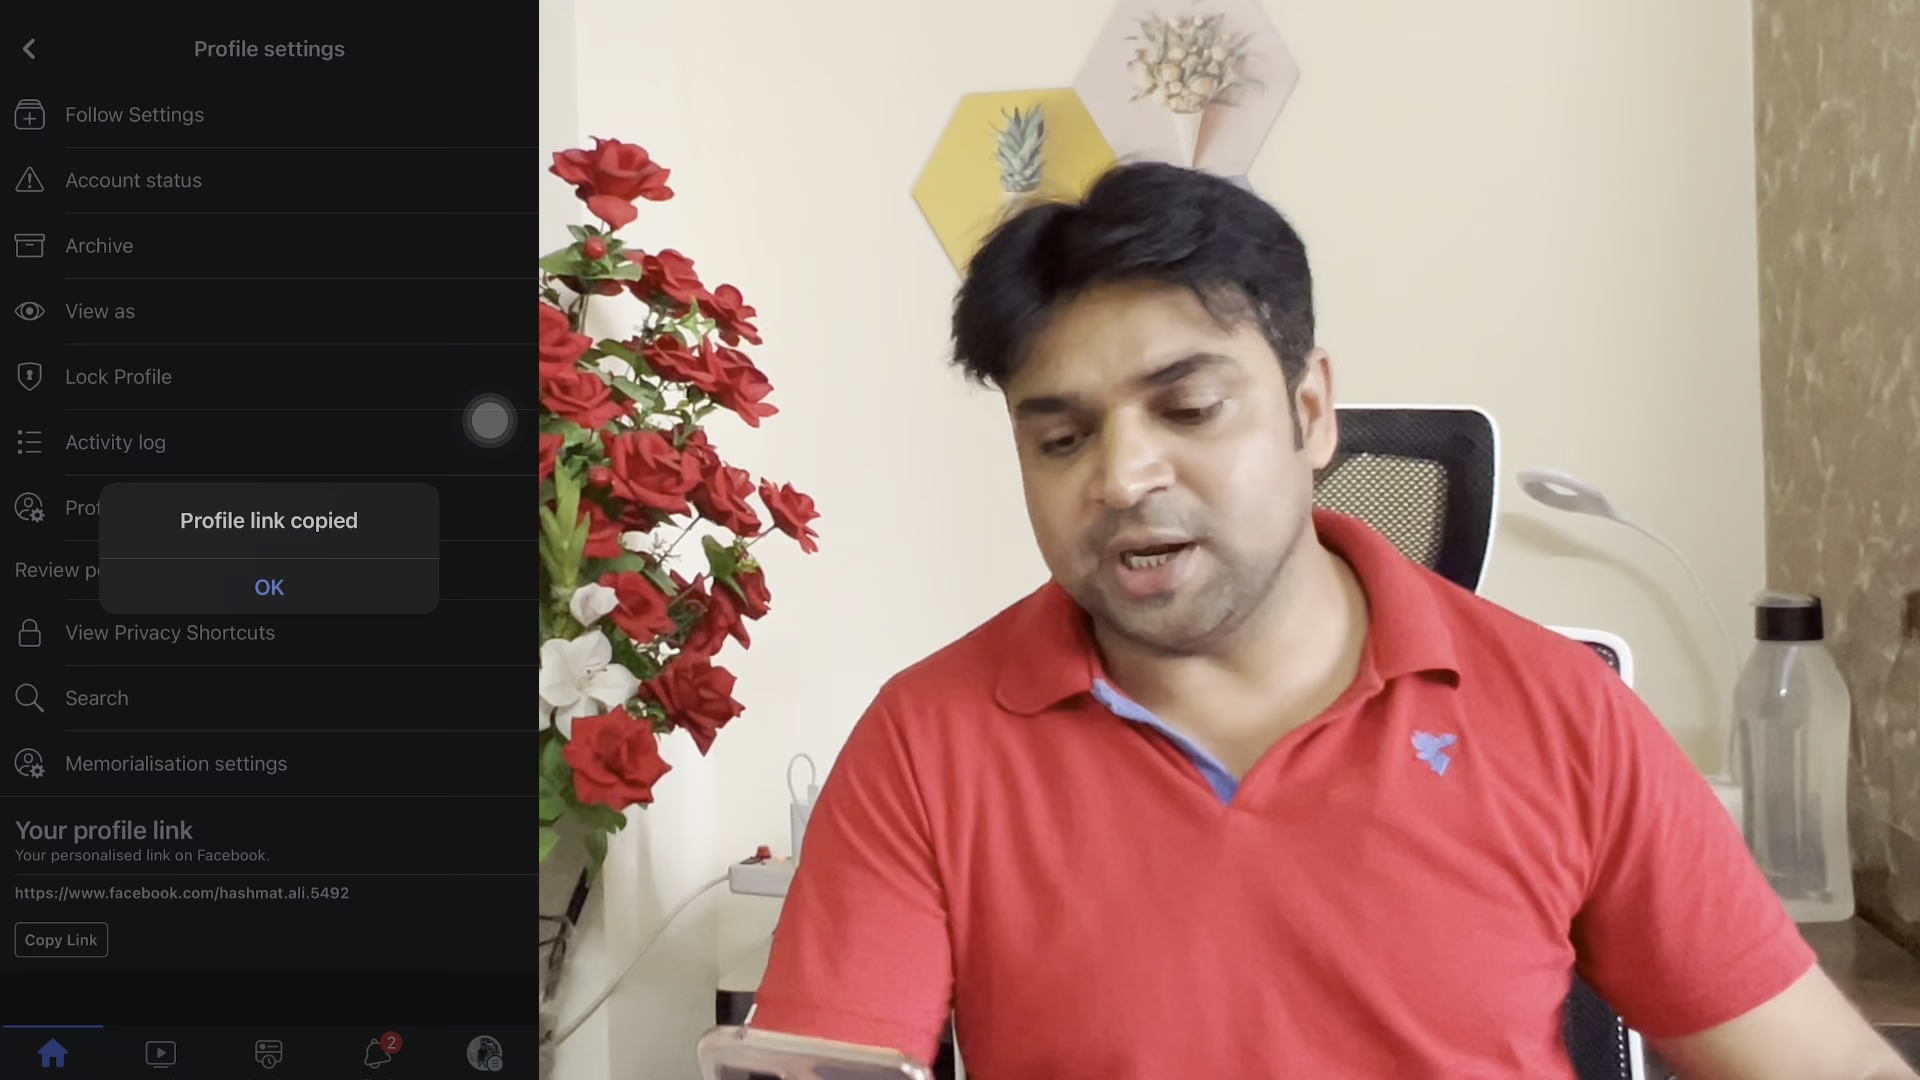 Profile settings
Follow Settings
Account status
Archive
View as
Lock Profile
Activity log
Profile link copied
Review
OK
View Privacy Shortcuts
Search
Memorialisation settings
Your profile link
Your personalised link on Facebook.
https://www.facebook.com/hashmat.ali.5492
Copy Link
2